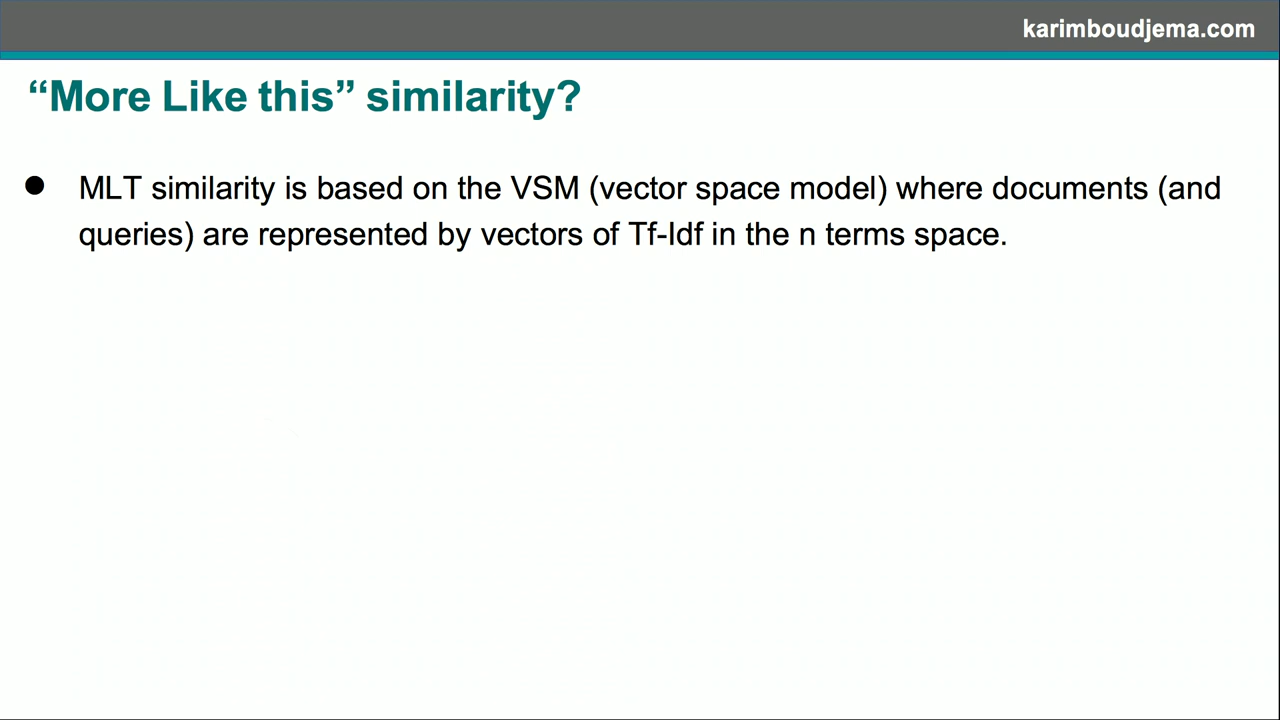 karimboudjema.com
“More Like this” similarity?
● MLT similarity is based on the VSM (vector space model) where documents (and
queries) are represented by vectors of Tf-Idf in the n terms space.